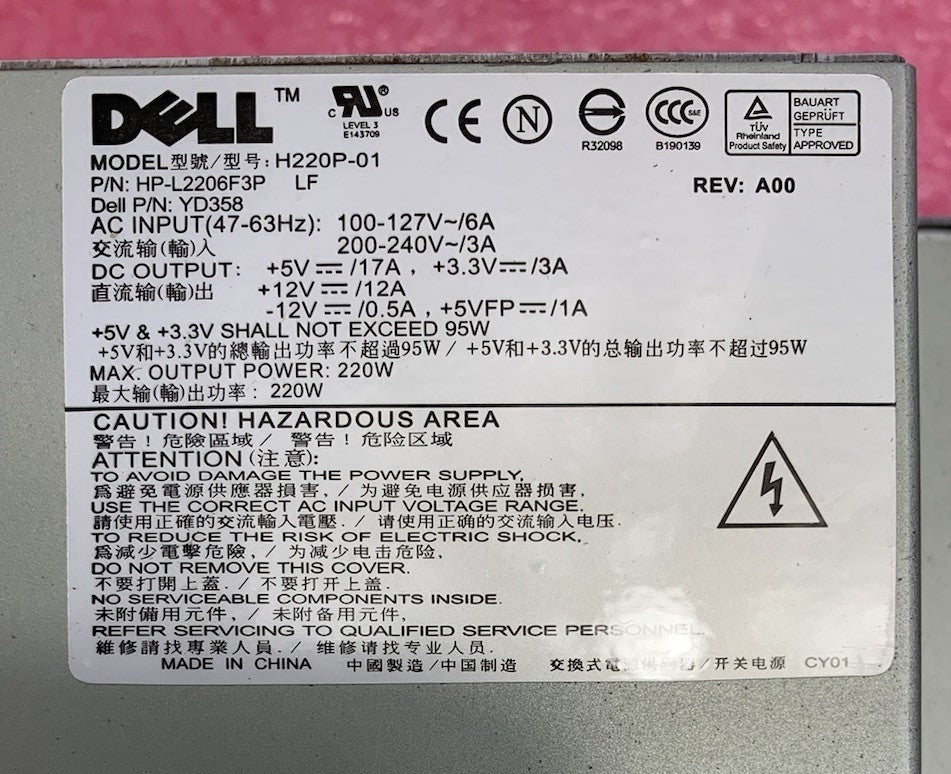 DELL™
c RU® US
LEVEL 3
E143709
CE
N
R32098
CCC S&E
B190139
TÜV
Rheinland
Product Safety
BAUART
GEPRÜFT
TYPE
APPROVED
MODEL型號/型号: H220P-01
P/N: HP-L2206F3P LF
REV: A00
Dell P/N: YD358
AC INPUT(47-63Hz): 100-127V~/6A
交流输(輸)入 200-240V~/3A
DC OUTPUT: +5V⎓/17A , +3.3V⎓/3A
直流输(輸)出 +12V⎓/12A
-12V⎓/0.5A , +5VFP⎓/1A
+5V & +3.3V SHALL NOT EXCEED 95W
+5V和+3.3V的總輸出功率不超過95W / +5V和+3.3V的总输出功率不超过95W
MAX. OUTPUT POWER: 220W
最大输(輸)出功率: 220W
CAUTION! HAZARDOUS AREA
警告! 危險區域 / 警告! 危险区域
ATTENTION (注意):
TO AVOID DAMAGE THE POWER SUPPLY,
爲避免電源供應器損害, / 为避免电源供应器损害,
USE THE CORRECT AC INPUT VOLTAGE RANGE.
請使用正確的交流輸入電壓. / 请使用正确的交流输入电压.
TO REDUCE THE RISK OF ELECTRIC SHOCK,
爲減少電擊危險, / 为减少电击危险,
DO NOT REMOVE THIS COVER.
不要打開上蓋. / 不要打开上盖.
NO SERVICEABLE COMPONENTS INSIDE.
未附備用元件, / 未附备用元件,
REFER SERVICING TO QUALIFIED SERVICE PERSONNEL.
維修請找專業人員. / 维修请找专业人员.
MADE IN CHINA 中國製造/中国制造 交換式電源供應器/开关电源 CY01